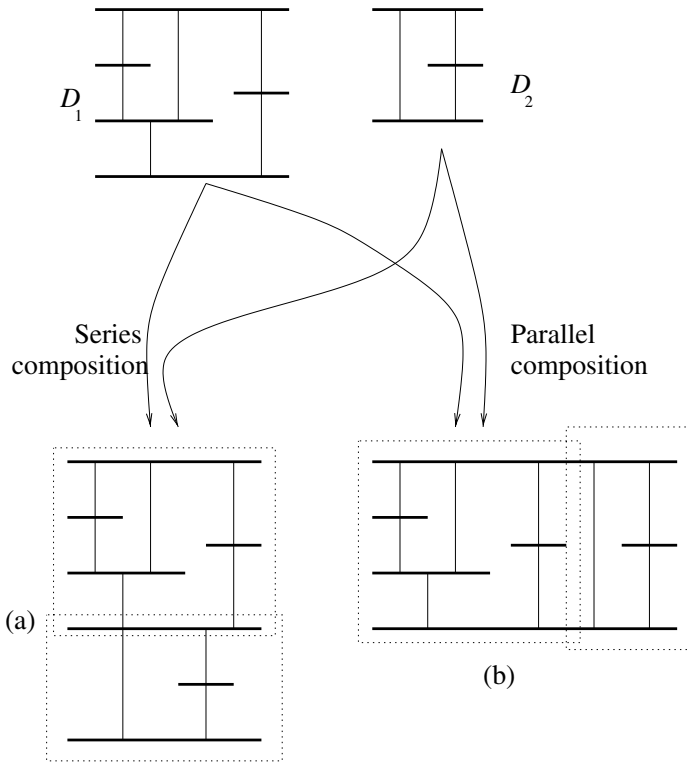 D1
D2
Series
composition
Parallel
composition
(a)
(b)